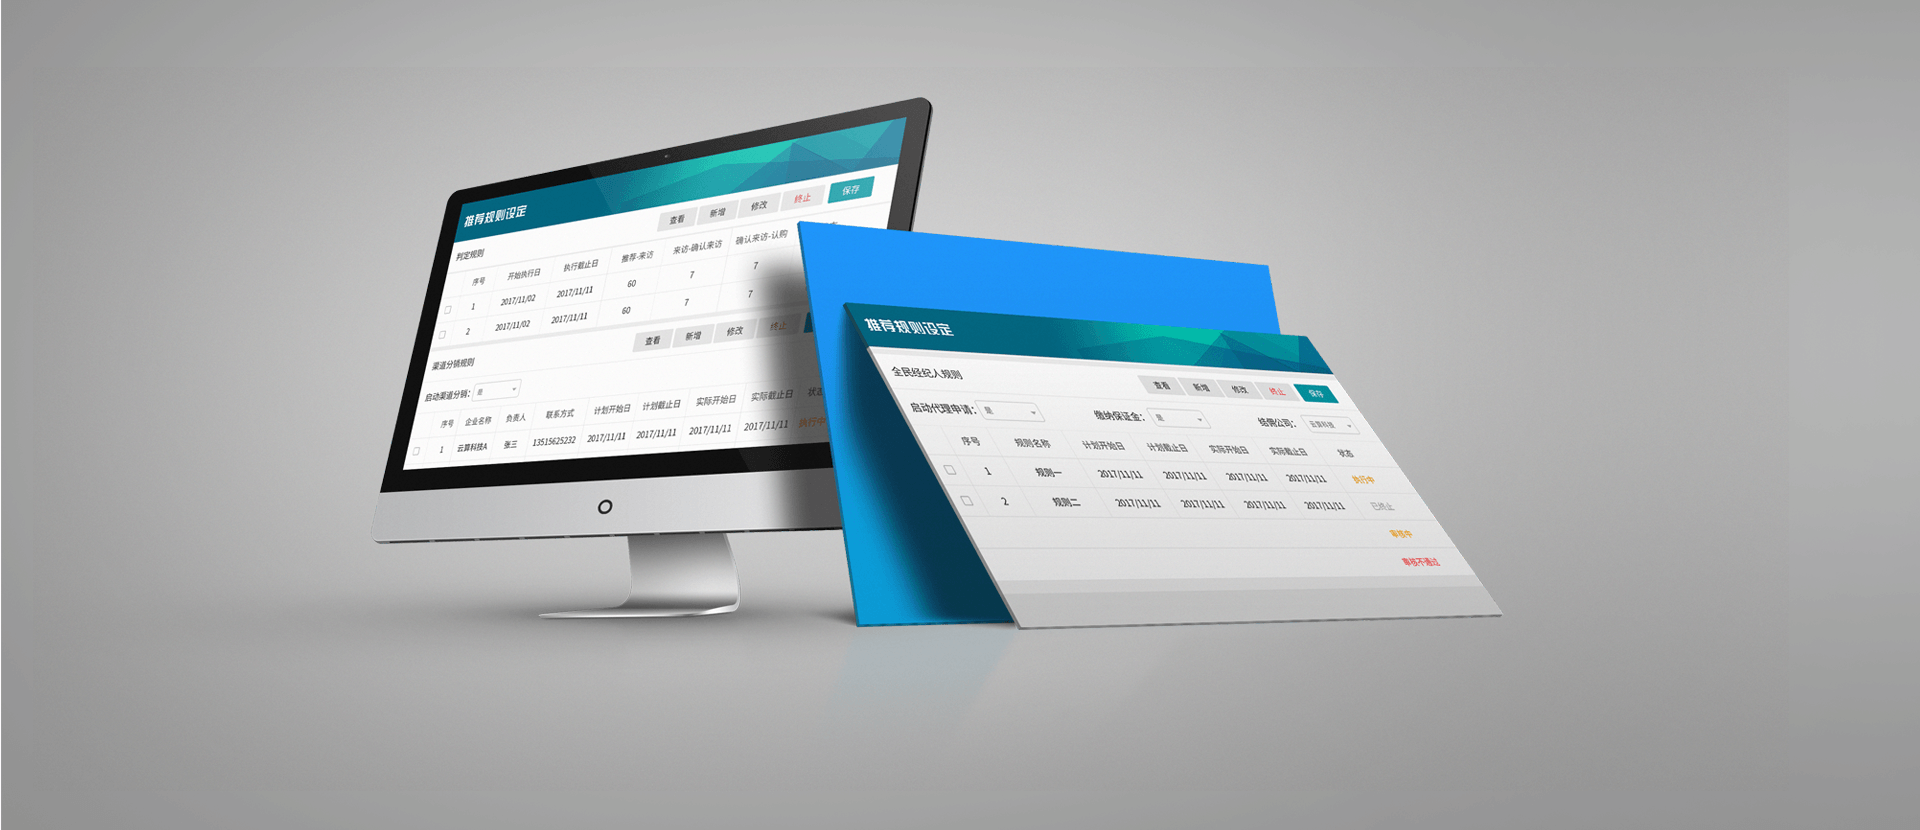 推荐规则设定
查看 新增 修改 终止 保存
判定规则
序号 开始执行日 执行截止日 推荐-来访 来访-确认来访 确认来访-认购
1 2017/11/02 2017/11/11 60 7 7
2 2017/11/02 2017/11/11 60 7 7
查看 新增 修改 终止
渠道分销规则
启动渠道分销: 是
序号 企业名称 负责人 联系方式 计划开始日 计划截止日 实际开始日 实际截止日 状态
1 云算科技A 张三 13515625232 2017/11/11 2017/11/11 2017/11/11 2017/11/11 执行中
推荐规则设定
全民经纪人规则
查看 新增 修改 终止 保存
启动代理申请: 是 缴纳保证金: 是 经销公司: 云算科技
序号 规则名称 计划开始日 计划截止日 实际开始日 实际截止日 状态
1 规则一 2017/11/11 2017/11/11 2017/11/11 2017/11/11 执行中
2 规则二 2017/11/11 2017/11/11 2017/11/11 2017/11/11 已终止
审核中
审核不通过